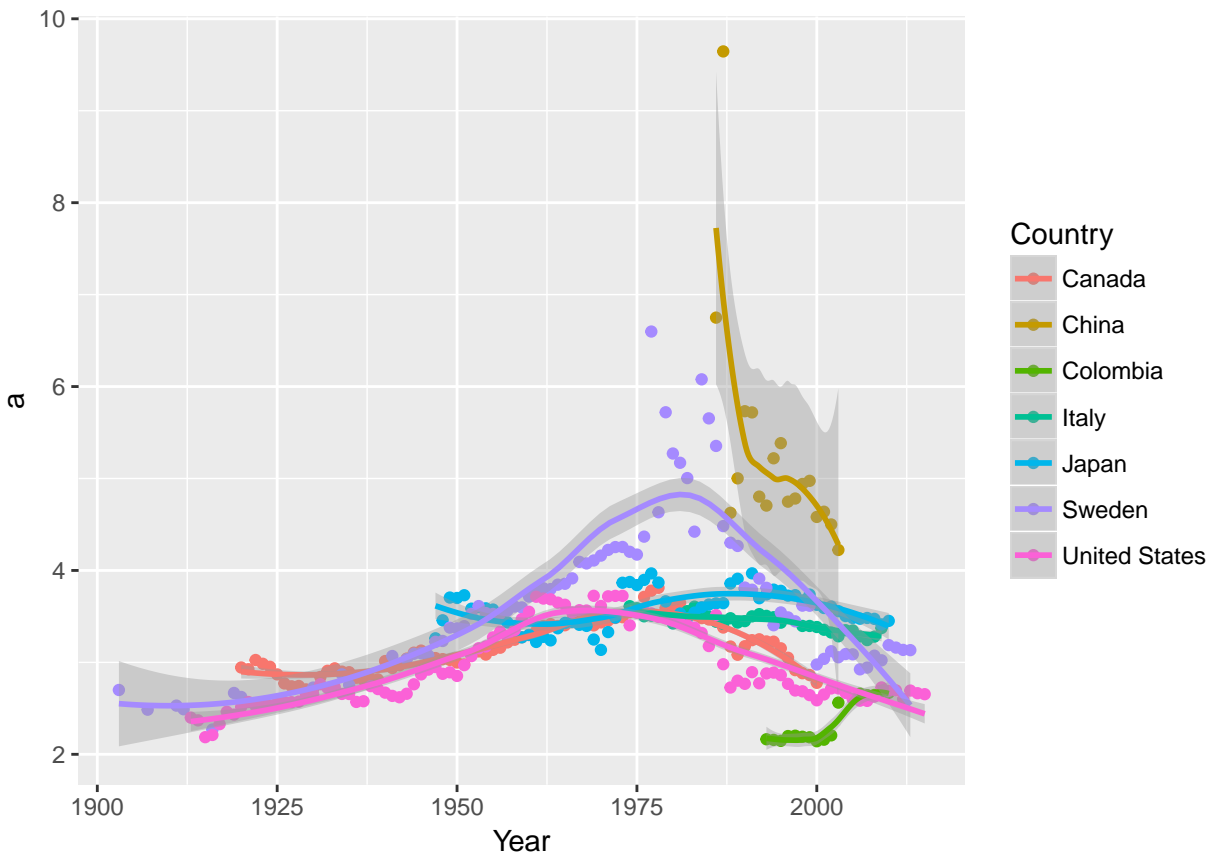 10
8
6
4
2
a
1900 1925 1950 1975 2000
Year
Country
Canada
China
Colombia
Italy
Japan
Sweden
United States